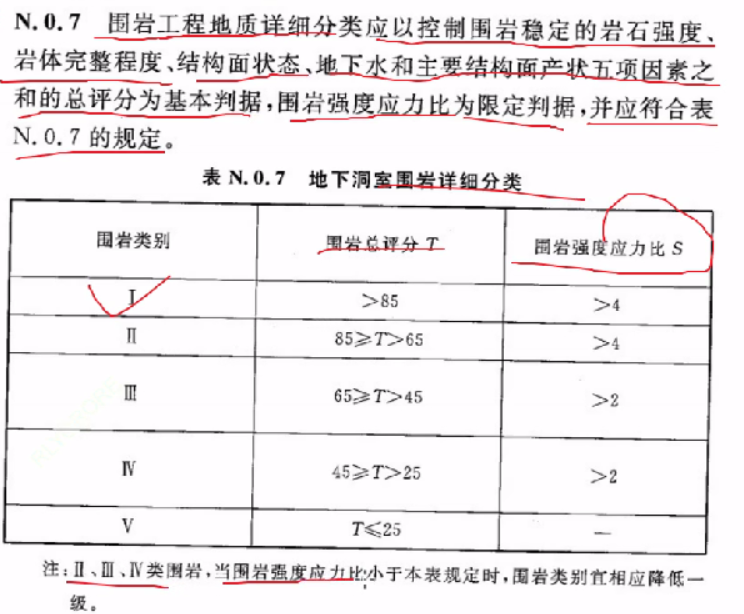 N.0.7 围岩工程地质详细分类应以控制围岩稳定的岩石强度、
岩体完整程度、结构面状态、地下水和主要结构面产状五项因素之
和的总评分为基本判据,围岩强度应力比为限定判据,并应符合表
N.0.7 的规定。
表 N.0.7 地下洞室围岩详细分类
围岩类别 围岩总评分 T 围岩强度应力比 S
Ⅰ >85 >4
Ⅱ 85≥T>65 >4
Ⅲ 65≥T>45 >2
Ⅳ 45≥T>25 >2
Ⅴ T≤25 —
注:Ⅱ、Ⅲ、Ⅳ类围岩,当围岩强度应力比小于本表规定时,围岩类别宜相应降低一
级。